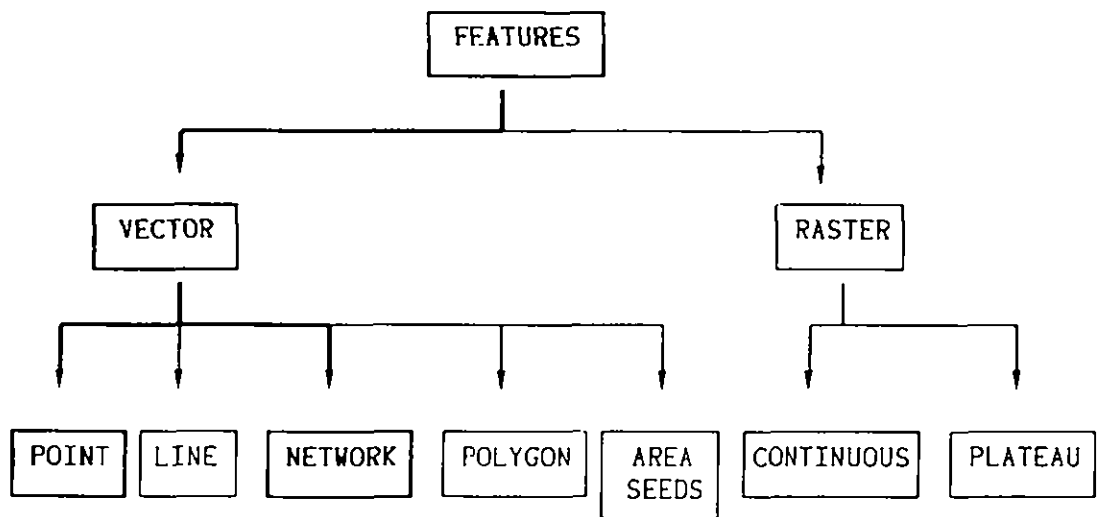 FEATURES
VECTOR
RASTER
POINT
LINE
NETWORK
POLYGON
AREA
SEEDS
CONTINUOUS
PLATEAU